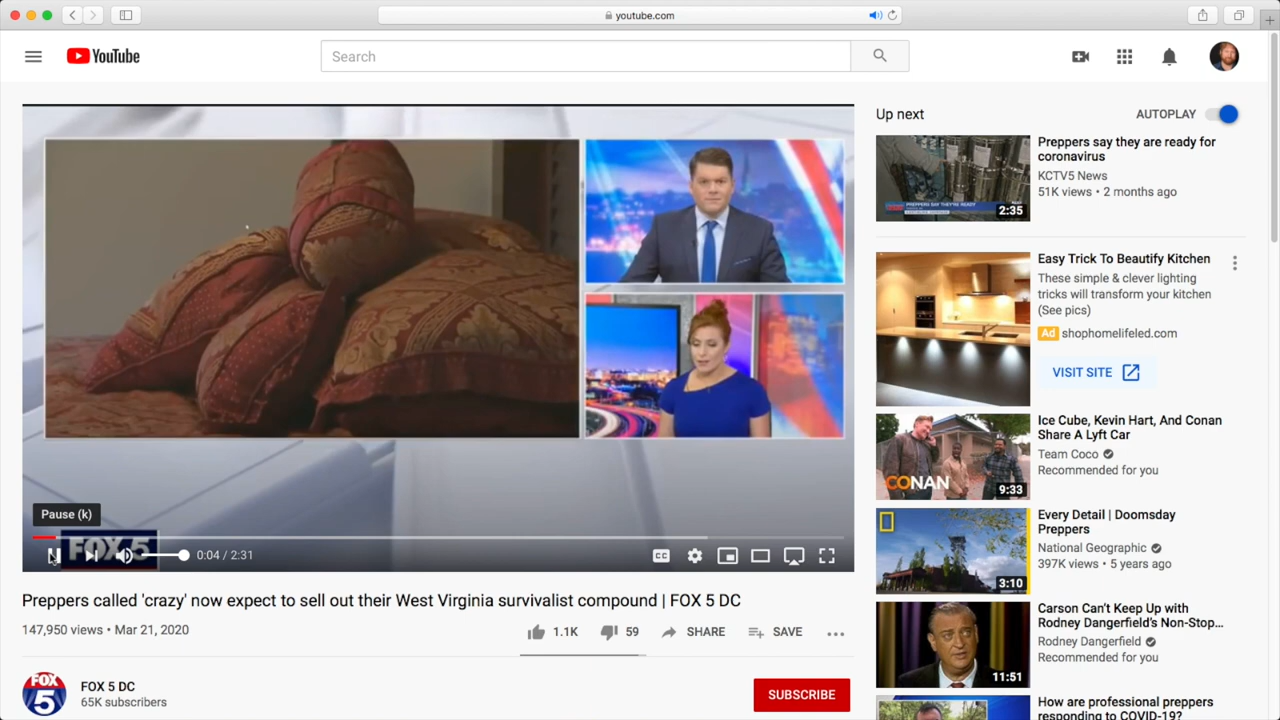 youtube.com
YouTube
Search
Up next
AUTOPLAY
Preppers say they are ready for
coronavirus
KCTV5 News
51K views • 2 months ago
PREPPERS SAY THEY'RE READY
2:35
Easy Trick To Beautify Kitchen
These simple & clever lighting
tricks will transform your kitchen
(See pics)
Ad shophomelifeled.com
VISIT SITE
Ice Cube, Kevin Hart, And Conan
Share A Lyft Car
Team Coco
Recommended for you
CONAN
9:33
Every Detail | Doomsday
Preppers
National Geographic
397K views • 5 years ago
3:10
Carson Can't Keep Up with
Rodney Dangerfield's Non-Stop...
Rodney Dangerfield
Recommended for you
11:51
How are professional preppers
responding to COVID-19?
Pause (k)
FOX 5
0:04 / 2:31
CC
Preppers called 'crazy' now expect to sell out their West Virginia survivalist compound | FOX 5 DC
147,950 views • Mar 21, 2020
1.1K
59
SHARE
SAVE
FOX
5
FOX 5 DC
65K subscribers
SUBSCRIBE